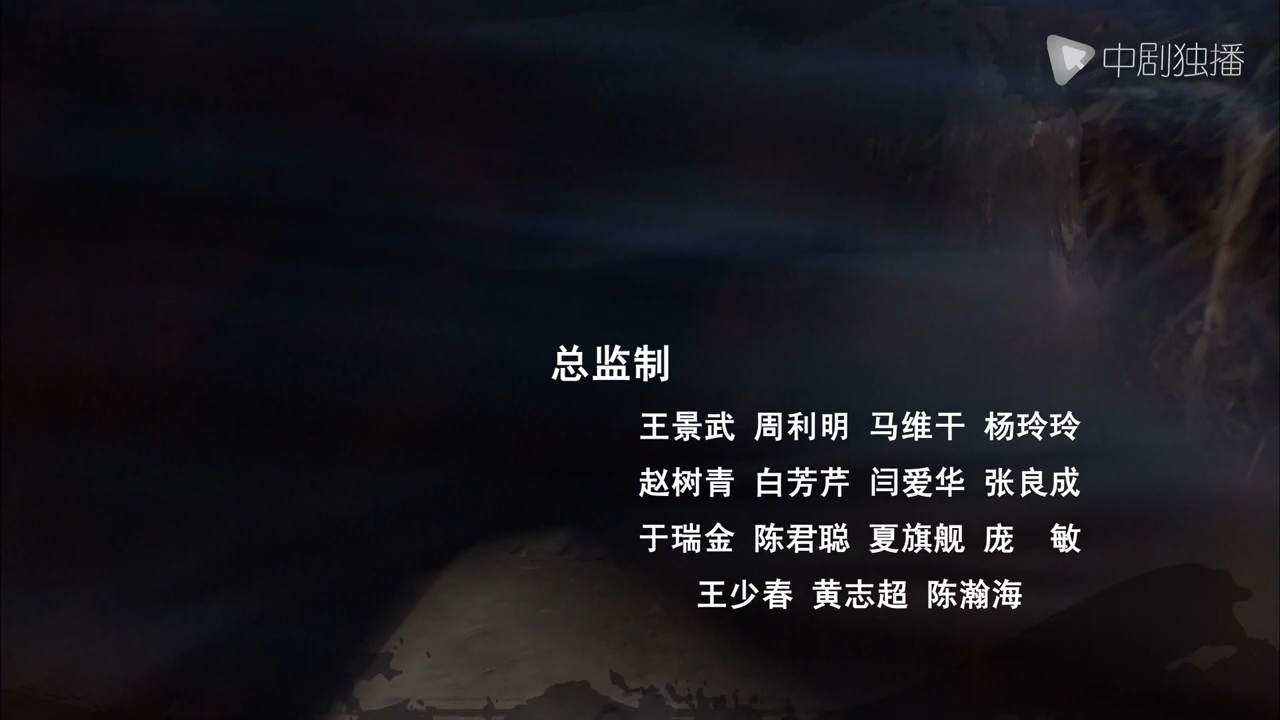 中剧独播
总监制
王景武 周利明 马维干 杨玲玲
赵树青 白芳芹 闫爱华 张良成
于瑞金 陈君聪 夏旗舰 庞 敏
王少春 黄志超 陈瀚海